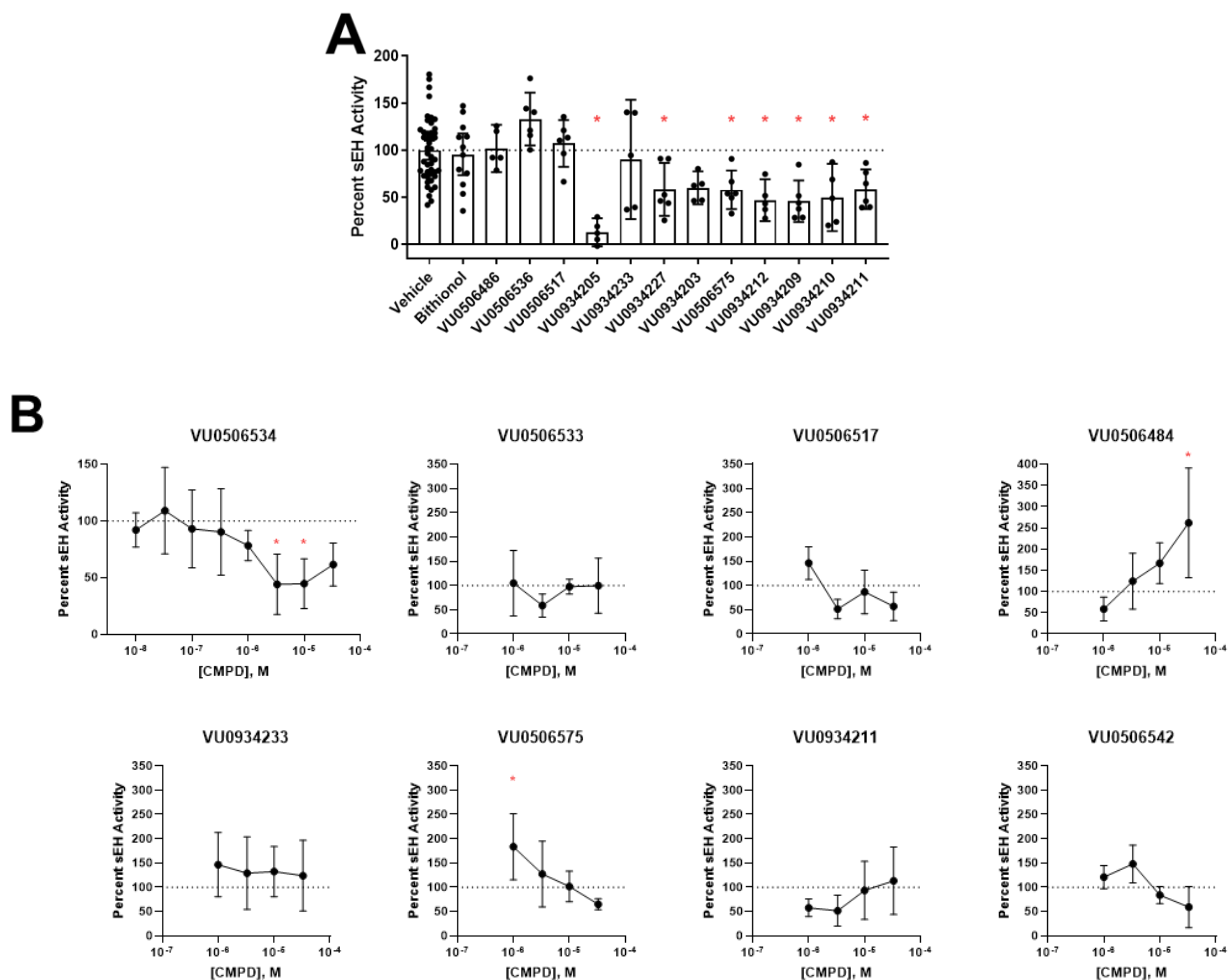 A
Percent sEH Activity
200
150
100
50
0
* * * * * * *
Vehicle
Bithionol
VU0506486
VU0506536
VU0506517
VU0934205
VU0934233
VU0934227
VU0934203
VU0506575
VU0934212
VU0934209
VU0934210
VU0934211
B
VU0506534
Percent sEH Activity
150
100
50
0
* *
10-8 10-7 10-6 10-5 10-4
[CMPD], M
VU0506533
Percent sEH Activity
350
300
250
200
150
100
50
0
10-7 10-6 10-5 10-4
[CMPD], M
VU0506517
Percent sEH Activity
350
300
250
200
150
100
50
0
10-7 10-6 10-5 10-4
[CMPD], M
VU0506484
Percent sEH Activity
400
350
300
250
200
150
100
50
0
*
10-7 10-6 10-5 10-4
[CMPD], M
VU0934233
Percent sEH Activity
350
300
250
200
150
100
50
0
10-7 10-6 10-5 10-4
[CMPD], M
VU0506575
Percent sEH Activity
350
300
250
200
150
100
50
0
*
10-7 10-6 10-5 10-4
[CMPD], M
VU0934211
Percent sEH Activity
350
300
250
200
150
100
50
0
10-7 10-6 10-5 10-4
[CMPD], M
VU0506542
Percent sEH Activity
350
300
250
200
150
100
50
0
10-7 10-6 10-5 10-4
[CMPD], M